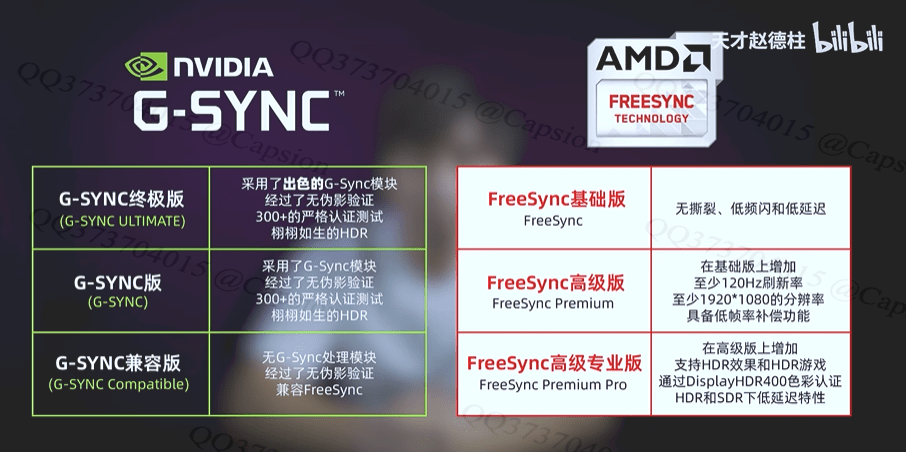 天才赵德柱 bilibili
NVIDIA
G-SYNC™
AMD
FREESYNC
TECHNOLOGY
G-SYNC终极版
(G-SYNC ULTIMATE)
采用了出色的G-Sync模块
经过了无伪影验证
300+的严格认证测试
栩栩如生的HDR
G-SYNC版
(G-SYNC)
采用了G-Sync模块
经过了无伪影验证
300+的严格认证测试
栩栩如生的HDR
G-SYNC兼容版
(G-SYNC Compatible)
无G-Sync处理模块
经过了无伪影验证
兼容FreeSync
FreeSync基础版
FreeSync
无撕裂、低频闪和低延迟
FreeSync高级版
FreeSync Premium
在基础版上增加
至少120Hz刷新率
至少1920*1080的分辨率
具备低帧率补偿功能
FreeSync高级专业版
FreeSync Premium Pro
在高级版上增加
支持HDR效果和HDR游戏
通过DisplayHDR400色彩认证
HDR和SDR下低延迟特性
QQ373704015 @Capsion
QQ373704015 @Capsion
QQ373704015 @Capsion
QQ373704015 @Capsion
QQ373704015 @Capsion
QQ373704015 @Capsion